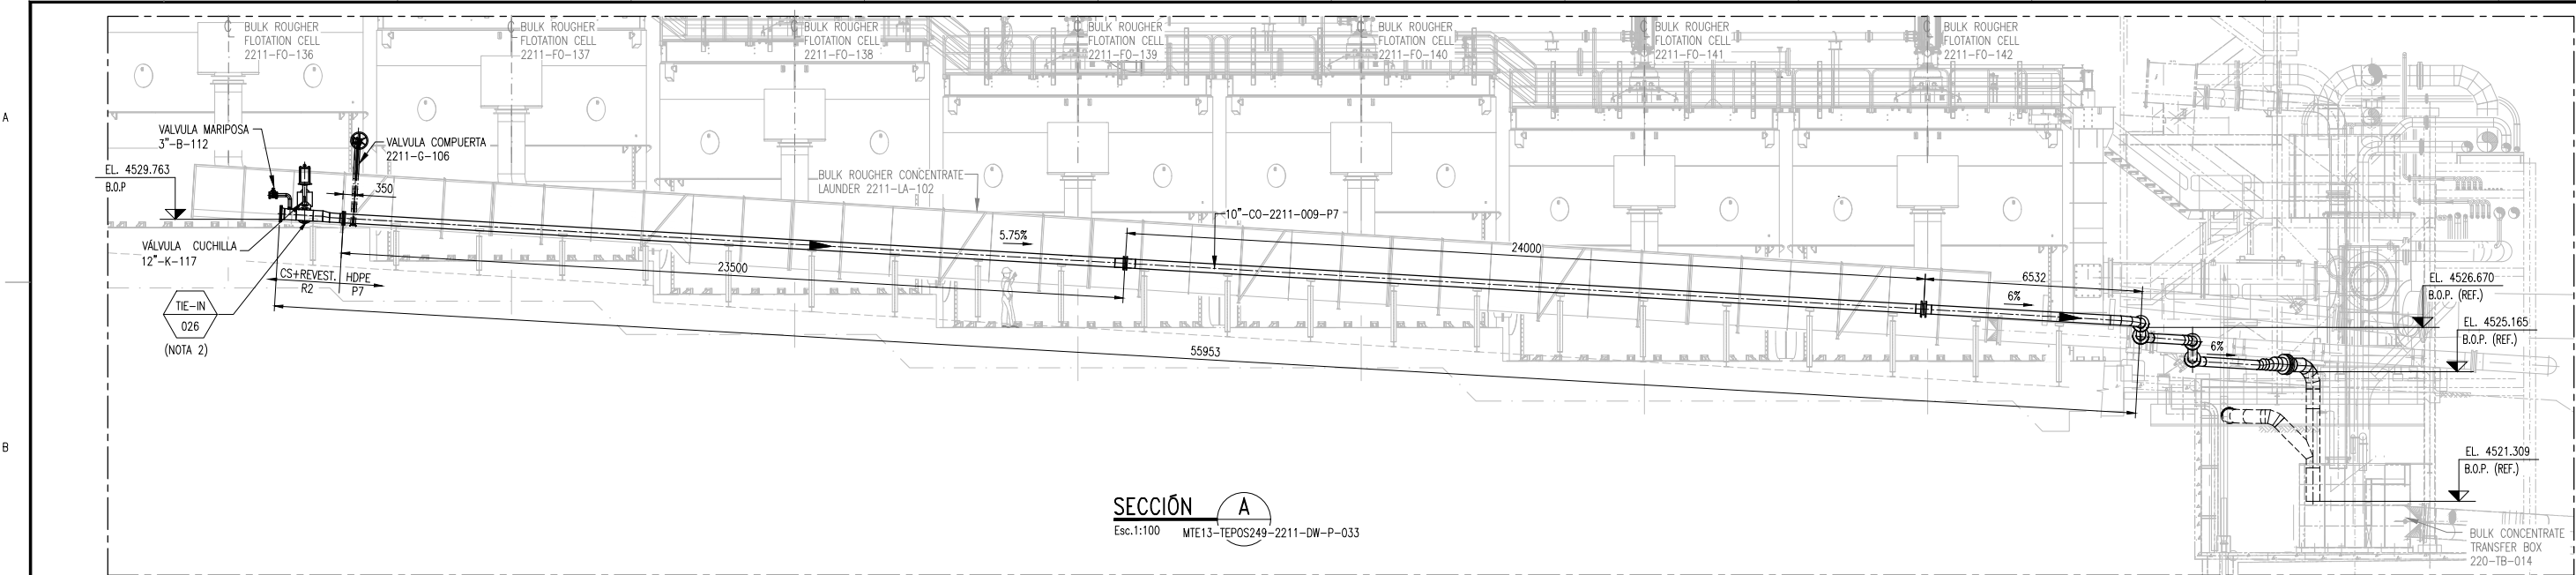 BULK ROUGHER
FLOTATION CELL
2211-FO-136
BULK ROUGHER
FLOTATION CELL
2211-FO-137
BULK ROUGHER
FLOTATION CELL
2211-FO-138
BULK ROUGHER
FLOTATION CELL
2211-FO-139
BULK ROUGHER
FLOTATION CELL
2211-FO-140
BULK ROUGHER
FLOTATION CELL
2211-FO-141
BULK ROUGHER
FLOTATION CELL
2211-FO-142
A
VALVULA MARIPOSA
3"-B-112
VALVULA COMPUERTA
2211-G-106
EL. 4529.763
B.O.P
350
BULK ROUGHER CONCENTRATE
LAUNDER 2211-LA-102
10"-CO-2211-009-P7
VÁLVULA CUCHILLA
12"-K-117
5.75%
24000
CS+REVEST.
R2
HDPE
P7
23500
6532
EL. 4526.670
B.O.P. (REF.)
TIE-IN
026
(NOTA 2)
6%
EL. 4525.165
B.O.P. (REF.)
6%
55953
B
EL. 4521.309
B.O.P. (REF.)
SECCIÓN
A
Esc.1:100
MTE13-TEPOS249-2211-DW-P-033
BULK CONCENTRATE
TRANSFER BOX
220-TB-014